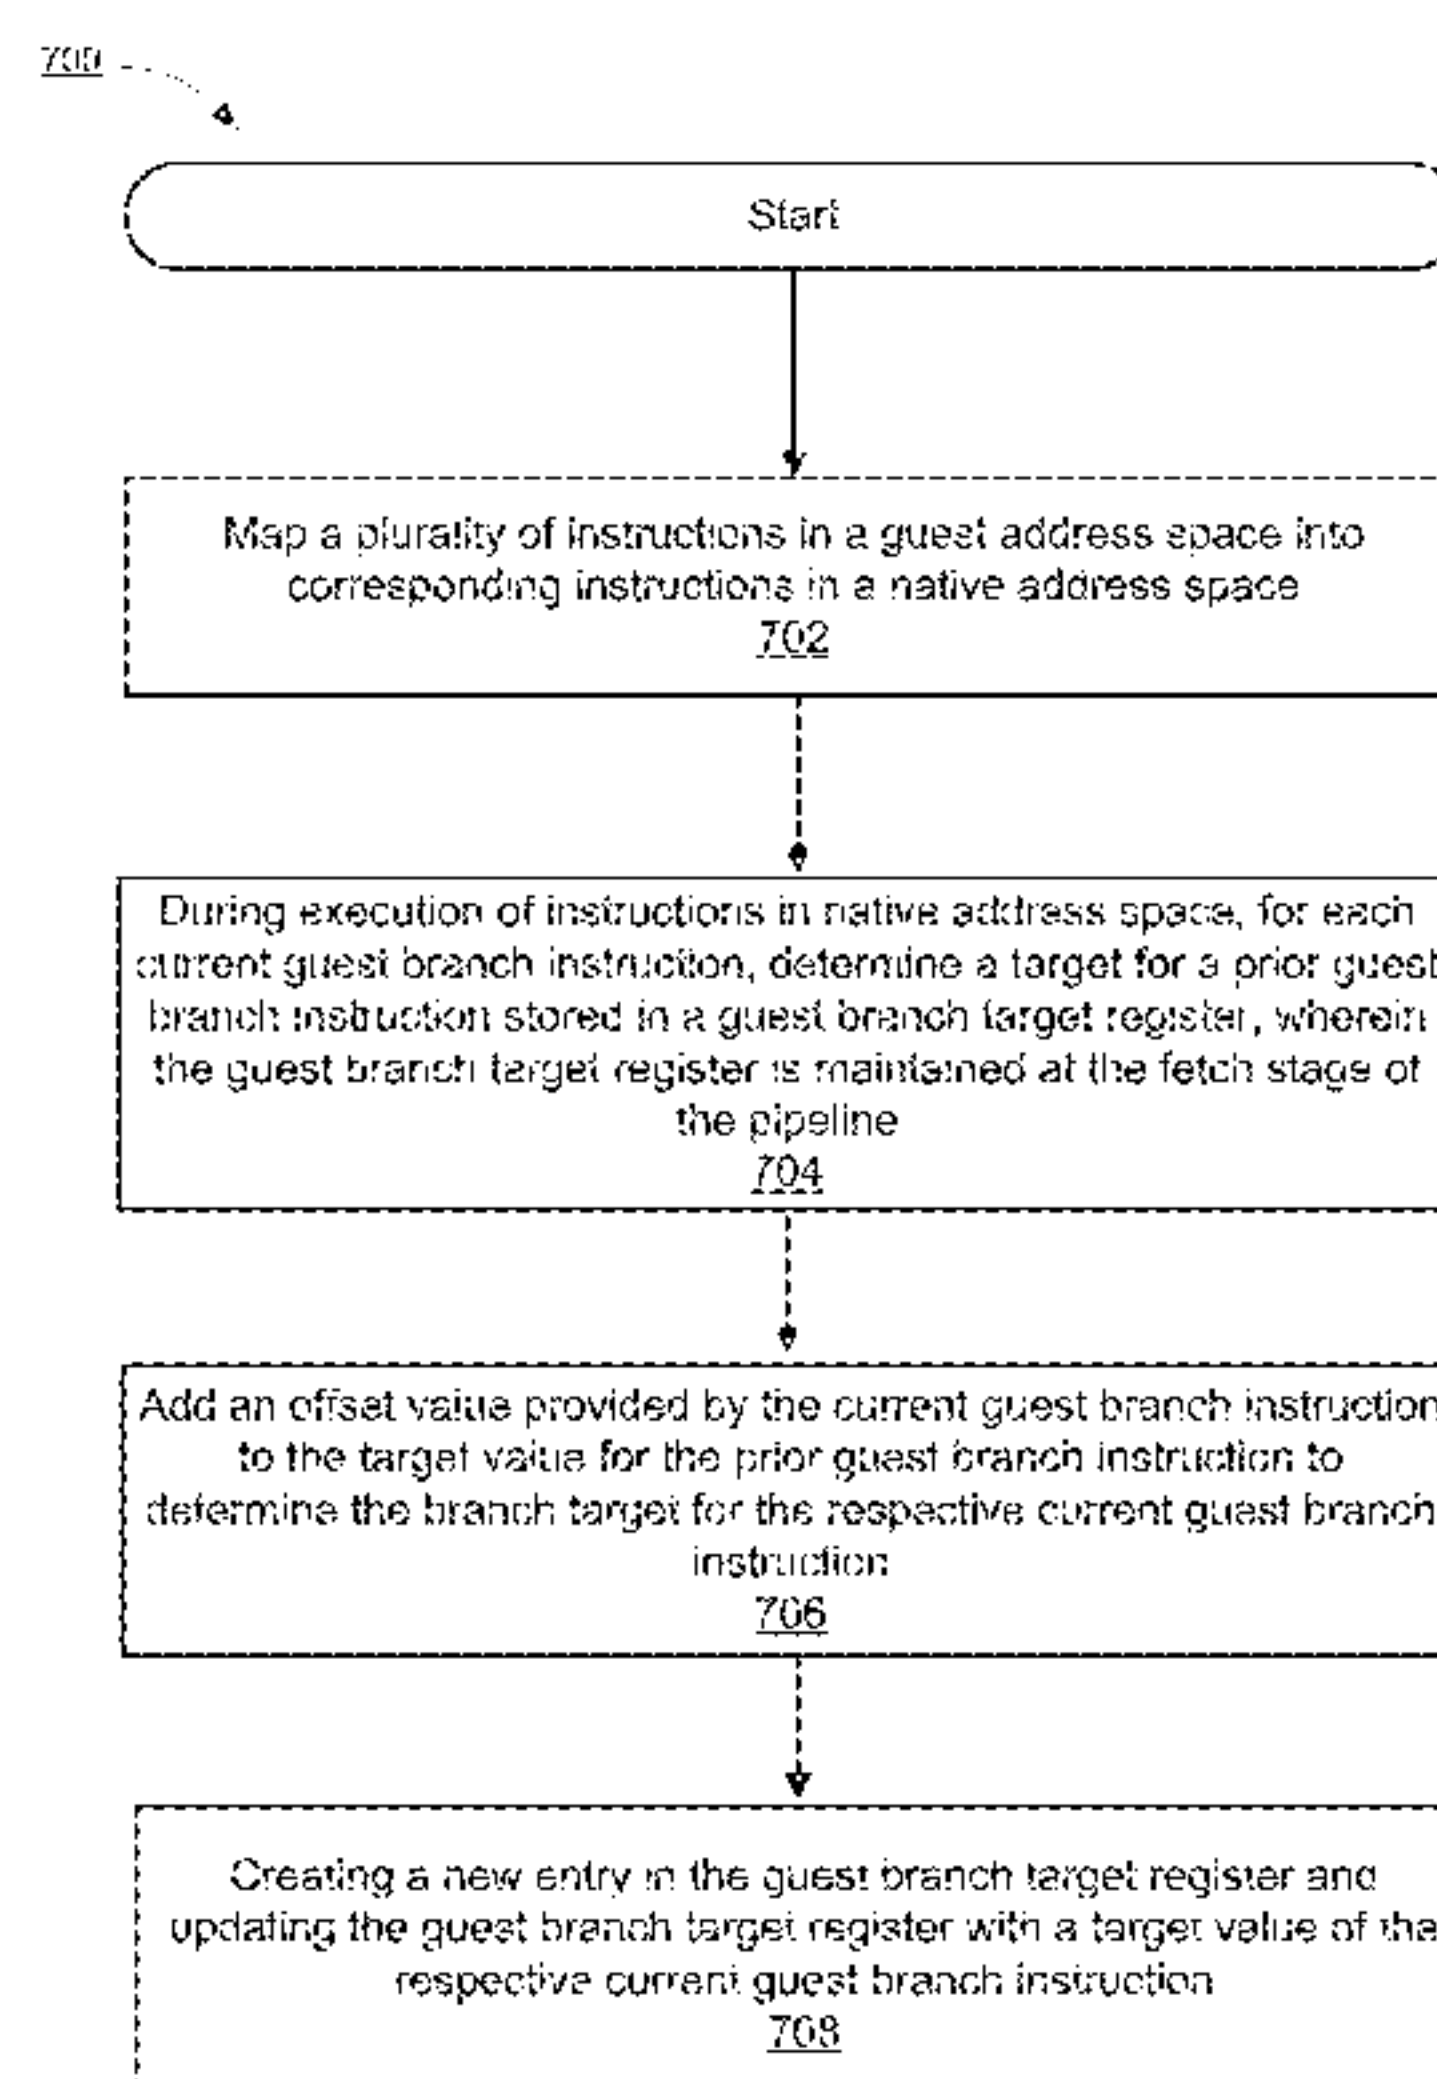 700
Start
Map a plurality of instructions in a guest address space into
corresponding instructions in a native address space
702
During execution of instructions in native address space, for each
current guest branch instruction, determine a target for a prior guest
branch instruction stored in a guest branch target register, wherein
the guest branch target register is maintained at the fetch stage of
the pipeline
704
Add an offset value provided by the current guest branch instruction
to the target value for the prior guest branch instruction to
determine the branch target for the respective current guest branch
instruction
706
Creating a new entry in the guest branch target register and
updating the guest branch target register with a target value of the
respective current guest branch instruction
708